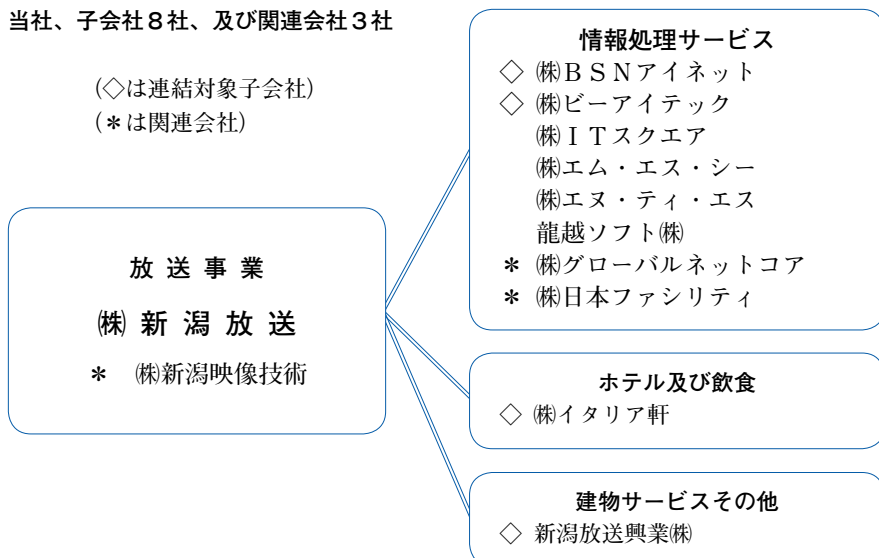 当社、子会社８社、及び関連会社３社
(◇は連結対象子会社)
(＊は関連会社)
放 送 事 業
㈱ 新 潟 放 送
＊ ㈱新潟映像技術
情報処理サービス
◇ ㈱ＢＳＮアイネット
◇ ㈱ビーアイテック
㈱ＩＴスクエア
㈱エム・エス・シー
㈱エヌ・ティ・エス
龍越ソフト㈱
＊ ㈱グローバルネットコア
＊ ㈱日本ファシリティ
ホテル及び飲食
◇ ㈱イタリア軒
建物サービスその他
◇ 新潟放送興業㈱